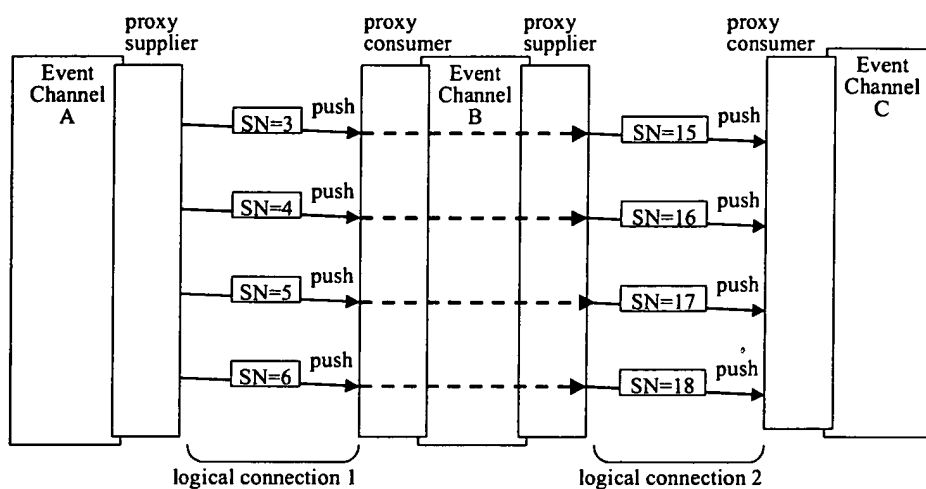 proxy
supplier
proxy
consumer
proxy
supplier
proxy
consumer
Event
Channel
A
Event
Channel
B
Event
Channel
C
SN=3
push
SN=15
push
SN=4
push
SN=16
push
SN=5
push
SN=17
push
SN=6
push
SN=18
push
logical connection 1
logical connection 2